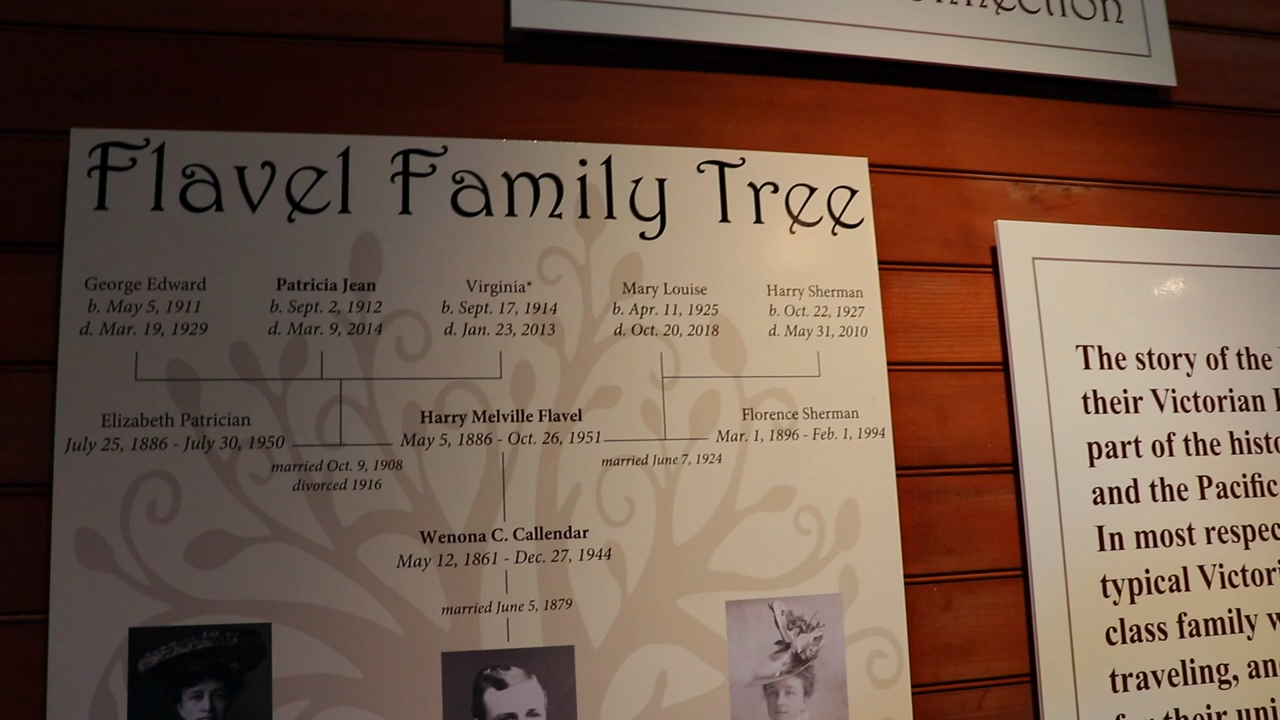 Flavel Family Tree
George Edward
b. May 5, 1911
d. Mar. 19, 1929
Patricia Jean
b. Sept. 2, 1912
d. Mar. 9, 2014
Virginia*
b. Sept. 17, 1914
d. Jan. 23, 2013
Mary Louise
b. Apr. 11, 1925
d. Oct. 20, 2018
Harry Sherman
b. Oct. 22, 1927
d. May 31, 2010
Elizabeth Patrician
July 25, 1886 - July 30, 1950
married Oct. 9, 1908
divorced 1916
Harry Melville Flavel
May 5, 1886 - Oct. 26, 1951
married June 7, 1924
Florence Sherman
Mar. 1, 1896 - Feb. 1, 1994
Wenona C. Callendar
May 12, 1861 - Dec. 27, 1944
married June 5, 1879
The story of the
their Victorian
part of the
and the Pacific
In most
typical
class family
traveling,
their